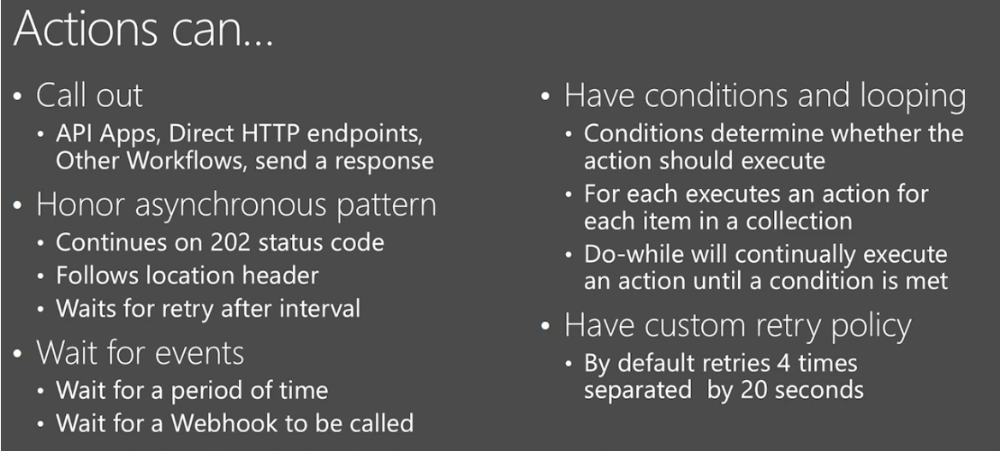 Actions can...
• Call out
• API Apps, Direct HTTP endpoints,
Other Workflows, send a response
• Honor asynchronous pattern
• Continues on 202 status code
• Follows location header
• Waits for retry after interval
• Wait for events
• Wait for a period of time
• Wait for a Webhook to be called
• Have conditions and looping
• Conditions determine whether the
action should execute
• For each executes an action for
each item in a collection
• Do-while will continually execute
an action until a condition is met
• Have custom retry policy
• By default retries 4 times
separated  by 20 seconds